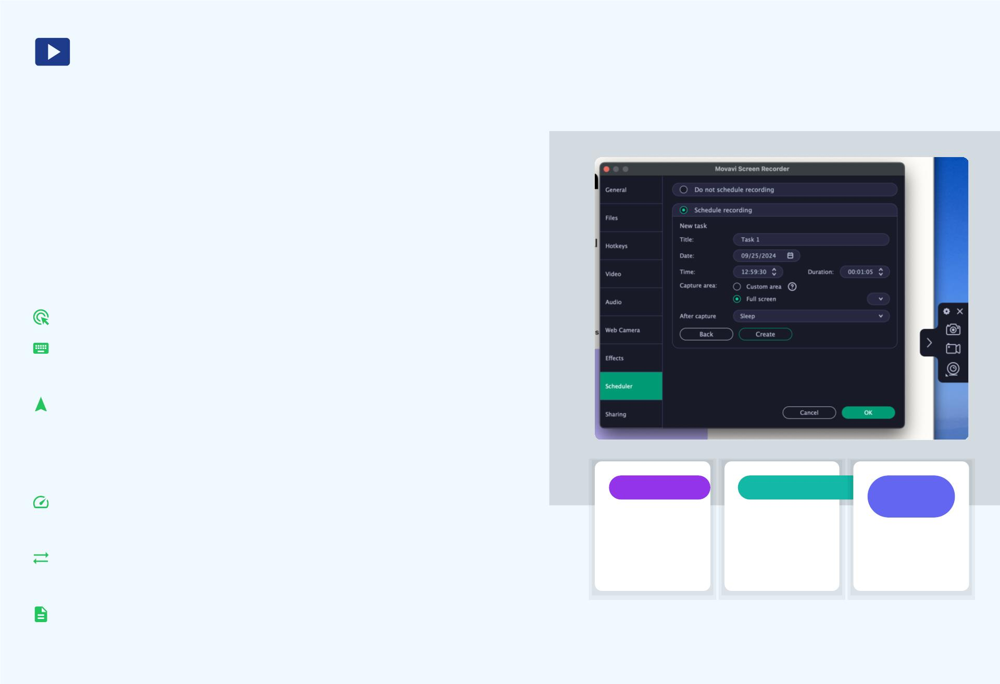 Movavi Screen Recorder
General
Do not schedule recording
Schedule recording
Files
New task
Title: Task 1
Hotkeys
Date: 09/25/2024
Time: 12:59:30 Duration: 00:01:05
Video
Capture area: Custom area ?
Full screen
Audio
After capture Sleep
Web Camera
Back Create
Effects
Scheduler
Sharing
Cancel OK